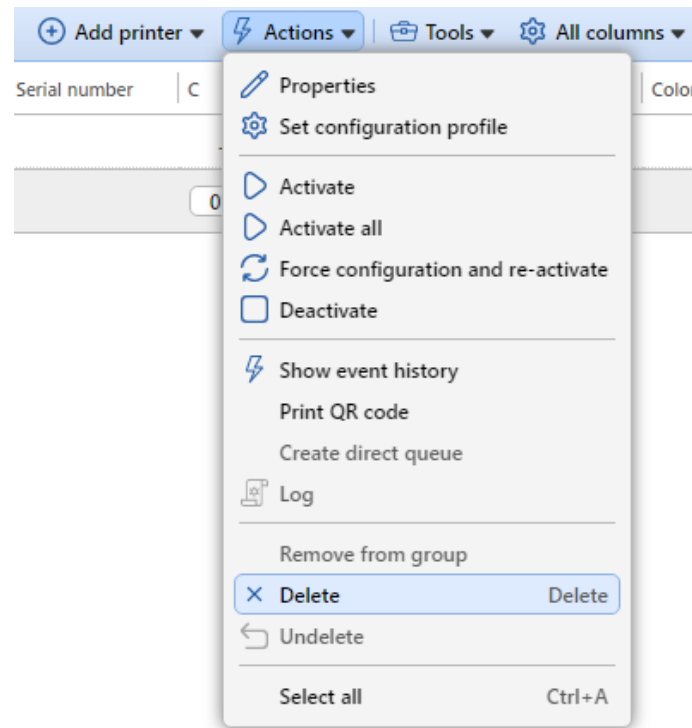 Add printer Actions Tools All columns
Serial number C Color
0
Properties
Set configuration profile
Activate
Activate all
Force configuration and re-activate
Deactivate
Show event history
Print QR code
Create direct queue
Log
Remove from group
Delete Delete
Undelete
Select all Ctrl+A